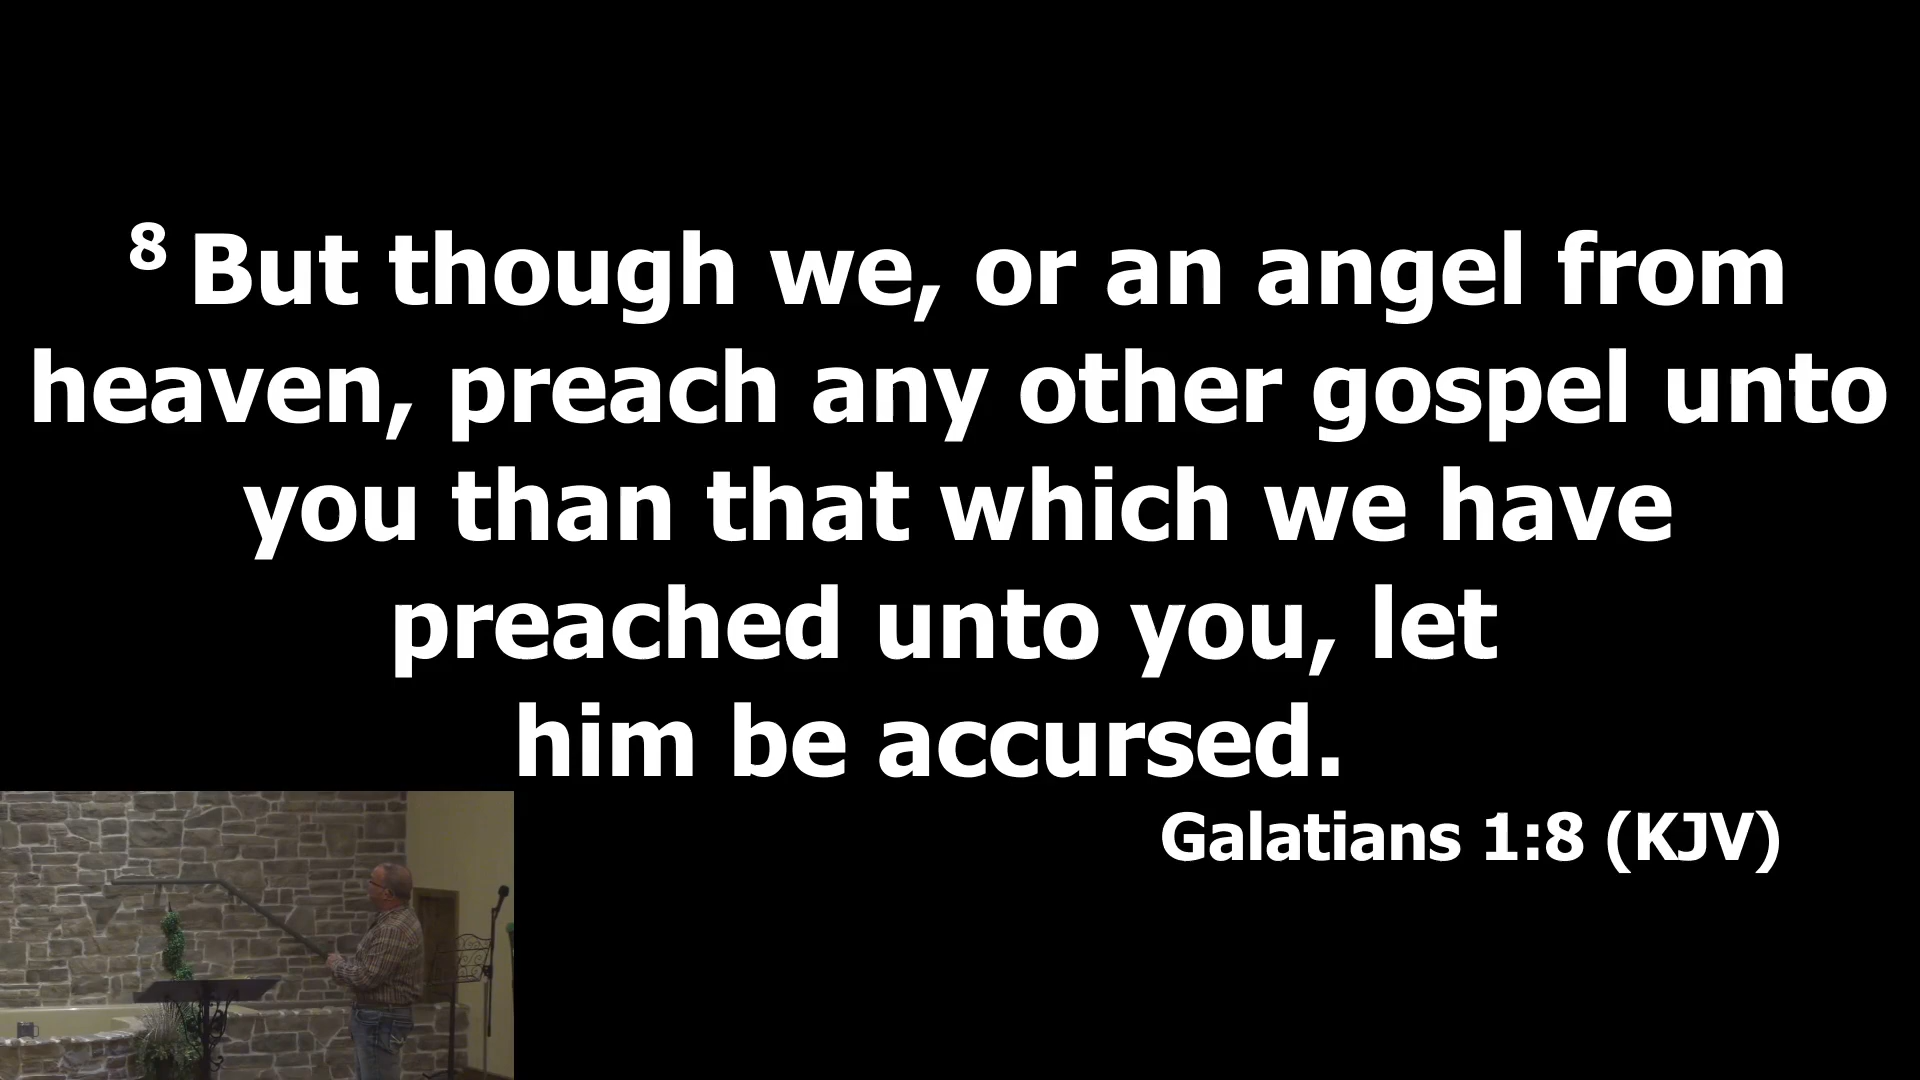 8 But though we, or an angel from
heaven, preach any other gospel unto
you than that which we have
preached unto you, let
him be accursed.
Galatians 1:8 (KJV)